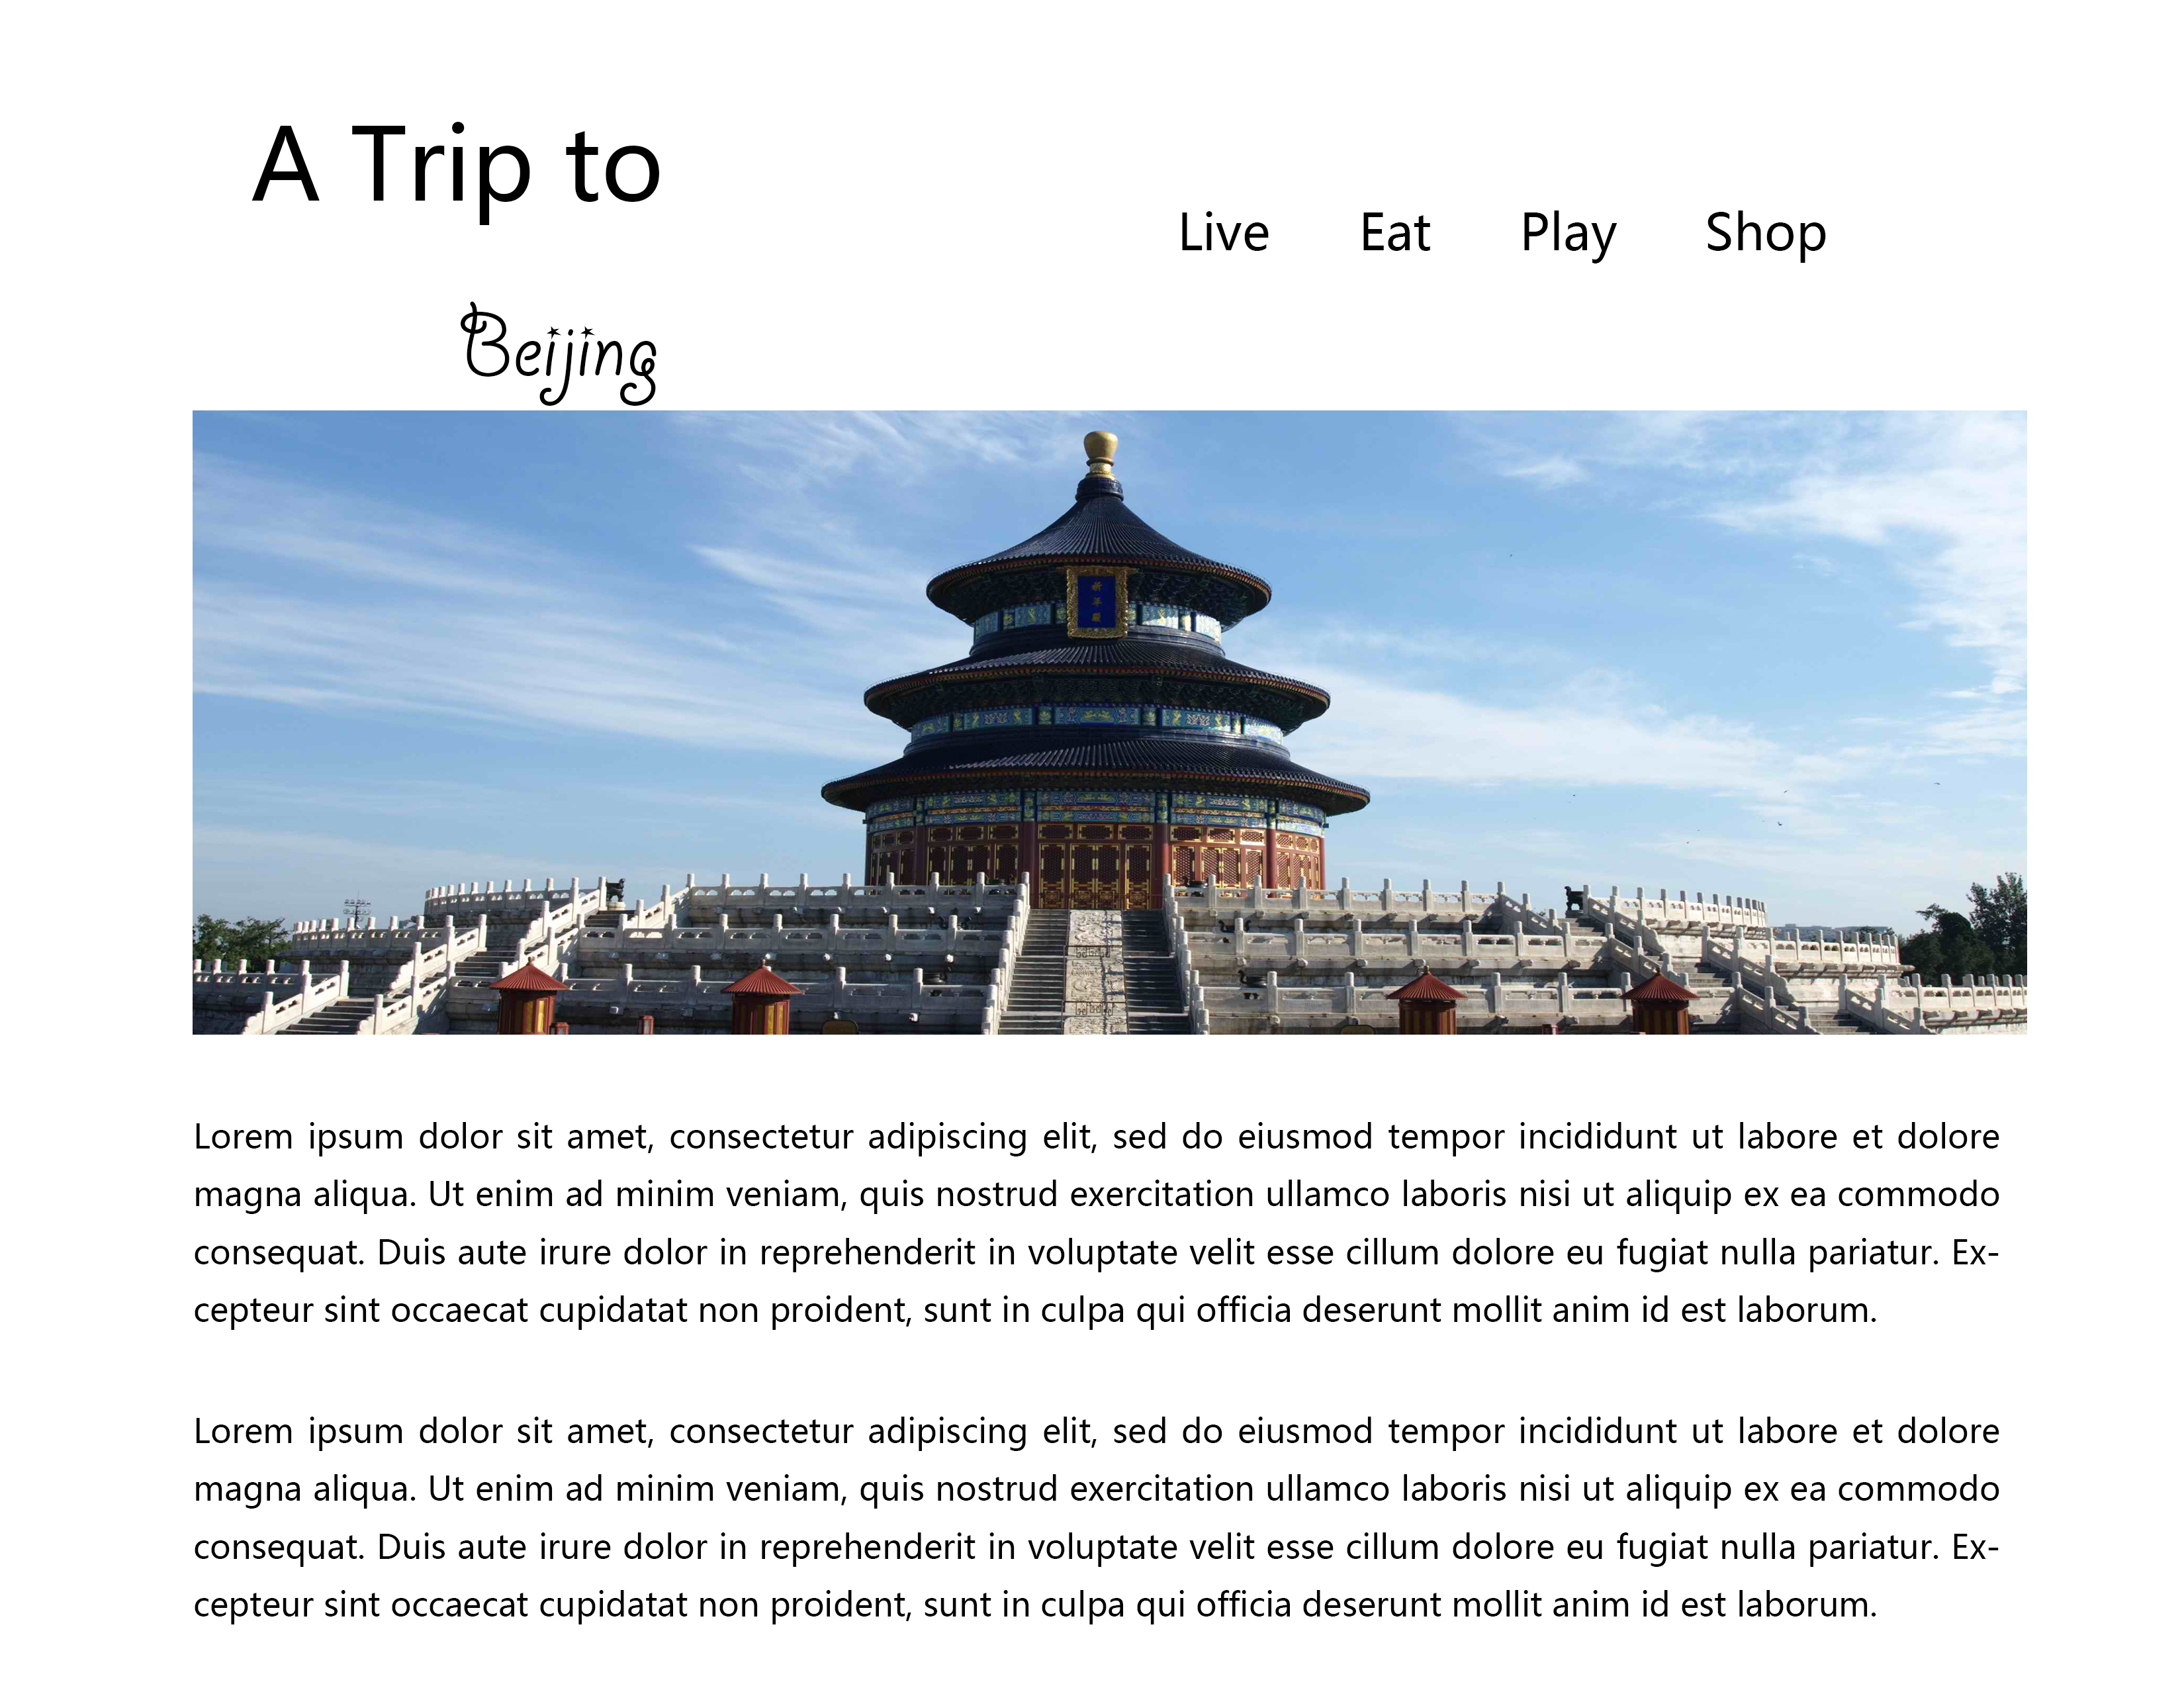 A Trip to
Live Eat Play Shop
Beijing
祈年殿
Lorem ipsum dolor sit amet, consectetur adipiscing elit, sed do eiusmod tempor incididunt ut labore et dolore
magna aliqua. Ut enim ad minim veniam, quis nostrud exercitation ullamco laboris nisi ut aliquip ex ea commodo
consequat. Duis aute irure dolor in reprehenderit in voluptate velit esse cillum dolore eu fugiat nulla pariatur. Ex-
cepteur sint occaecat cupidatat non proident, sunt in culpa qui officia deserunt mollit anim id est laborum.
Lorem ipsum dolor sit amet, consectetur adipiscing elit, sed do eiusmod tempor incididunt ut labore et dolore
magna aliqua. Ut enim ad minim veniam, quis nostrud exercitation ullamco laboris nisi ut aliquip ex ea commodo
consequat. Duis aute irure dolor in reprehenderit in voluptate velit esse cillum dolore eu fugiat nulla pariatur. Ex-
cepteur sint occaecat cupidatat non proident, sunt in culpa qui officia deserunt mollit anim id est laborum.